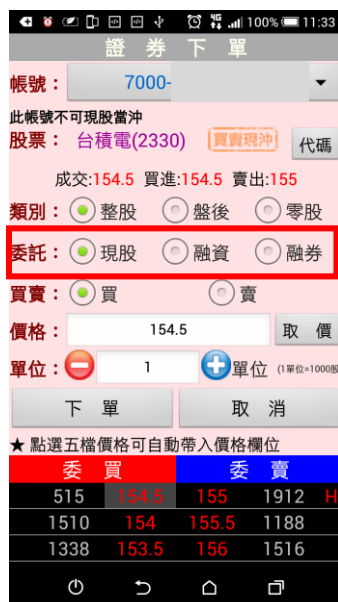 4G 100% 11:33
證 券 下 單
帳號： 7000-
此帳號不可現股當沖
股票： 台積電(2330) 買賣現沖 代碼
成交:154.5 買進:154.5 賣出:155
類別： 整股 盤後 零股
委託： 現股 融資 融券
買賣： 買 賣
價格： 154.5 取 價
單位： 1 單位 (1單位=1000股
下 單 取 消
★ 點選五檔價格可自動帶入價格欄位
委 買 委 賣
515 154.5 155 1912 H
1510 154 155.5 1188
1338 153.5 156 1516